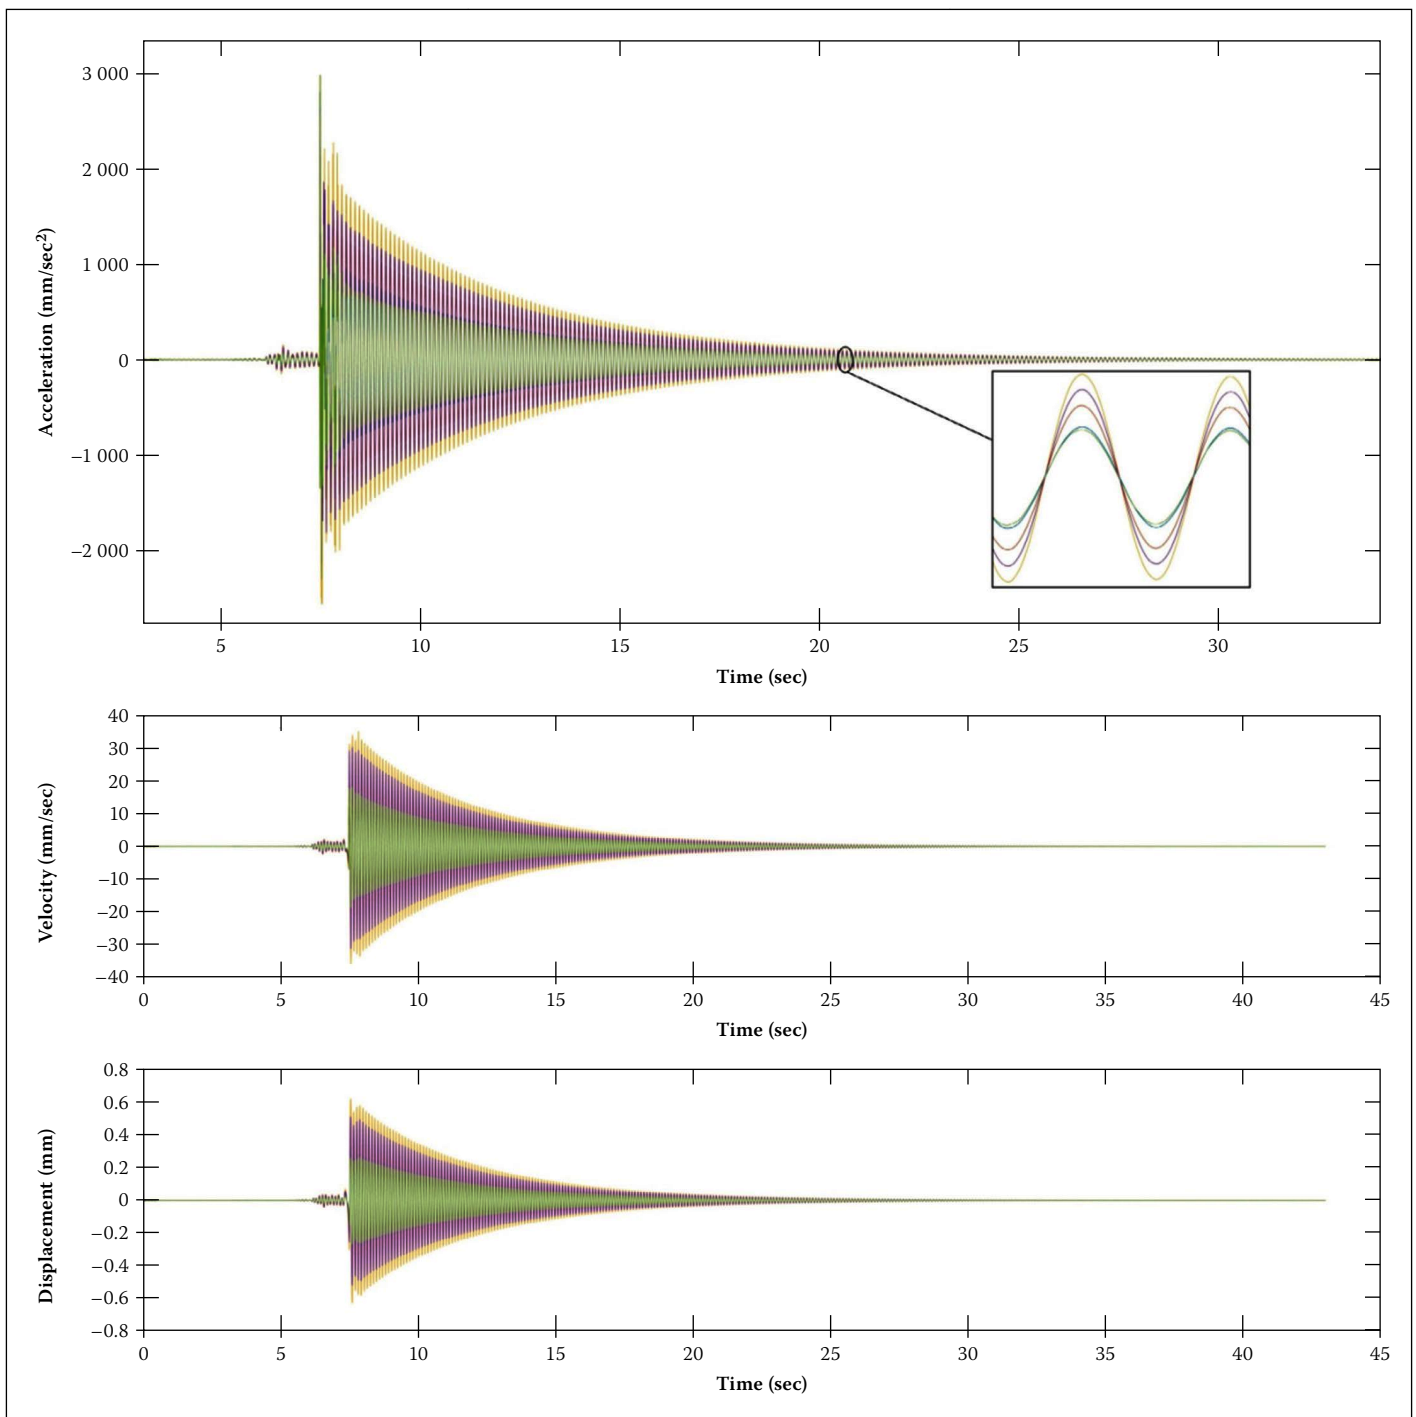 3 000
2 000
1 000
0
−1 000
−2 000
Acceleration (mm/sec²)
5 10 15 20 25 30
Time (sec)
40
30
20
10
0
−10
−20
−30
−40
Velocity (mm/sec)
0 5 10 15 20 25 30 35 40 45
Time (sec)
0.8
0.6
0.4
0.2
0
−0.2
−0.4
−0.6
−0.8
Displacement (mm)
0 5 10 15 20 25 30 35 40 45
Time (sec)